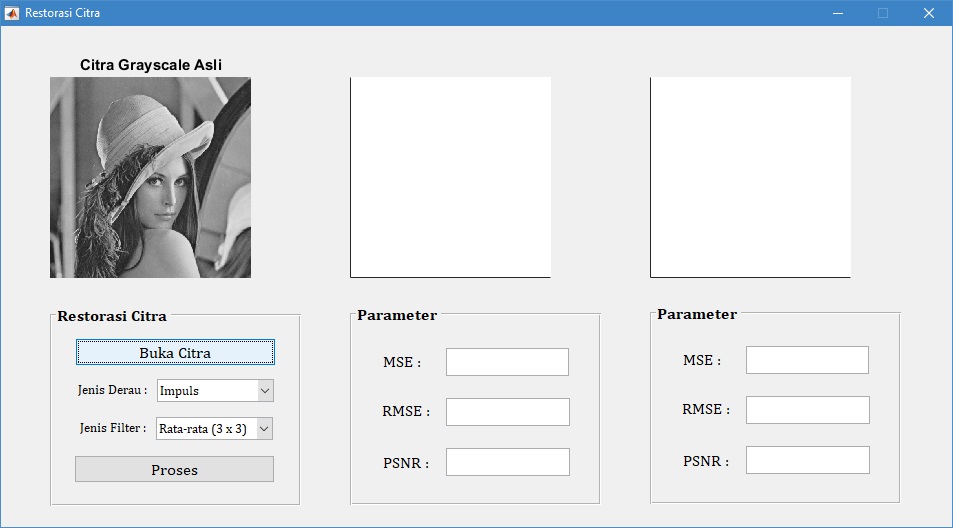 Restorasi Citra
Citra Grayscale Asli
Restorasi Citra
Buka Citra
Jenis Derau : Impuls
Jenis Filter : Rata-rata (3 x 3)
Proses
Parameter
MSE :
RMSE :
PSNR :
Parameter
MSE :
RMSE :
PSNR :